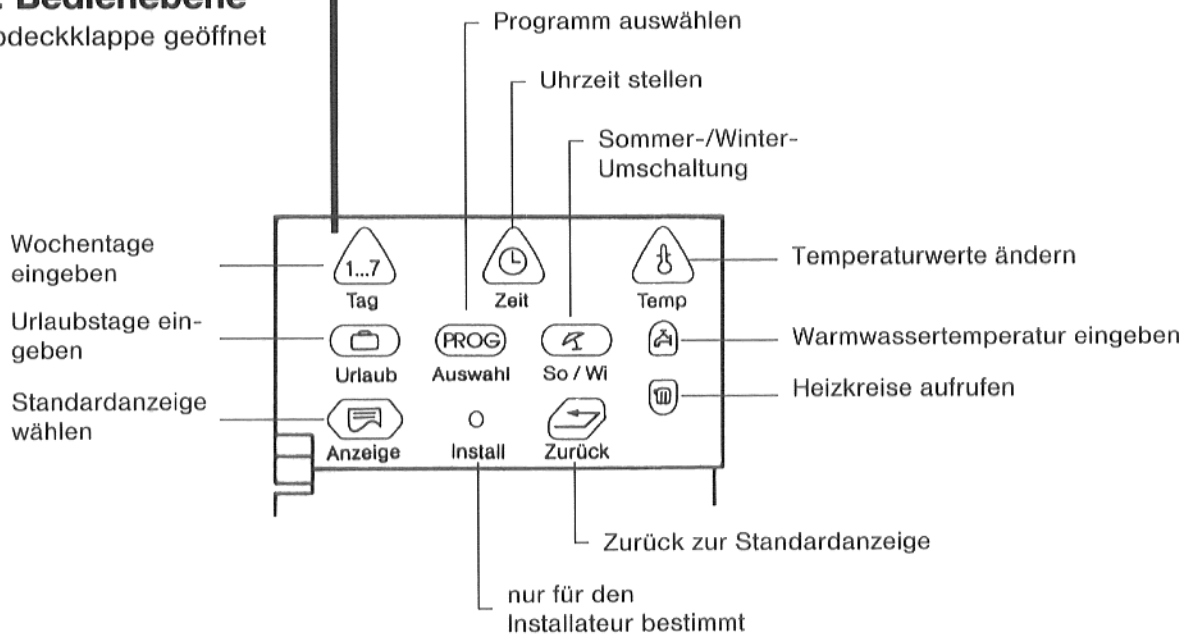 Bedienebene
geöffnet
Programm auswählen
Uhrzeit stellen
Sommer-/Winter-
Umschaltung
Wochentage
eingeben
1...7
Tag
Zeit
Temp
Temperaturwerte ändern
Urlaubstage ein-
geben
PROG
Urlaub
Auswahl
So / Wi
Warmwassertemperatur eingeben
Heizkreise aufrufen
Standardanzeige
wählen
Anzeige
Install
Zurück
Zurück zur Standardanzeige
nur für den
Installateur bestimmt